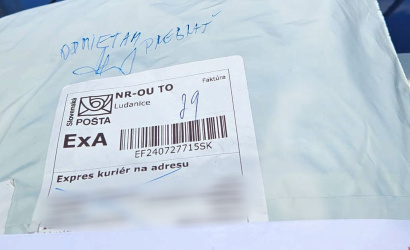 ODMIETAM PREBRAŤ
NR-OU TO
Faktúra
Ludanice
29
Slovenská
POŠTA
ExA
EF240727715SK
Expres kuriér na adresu